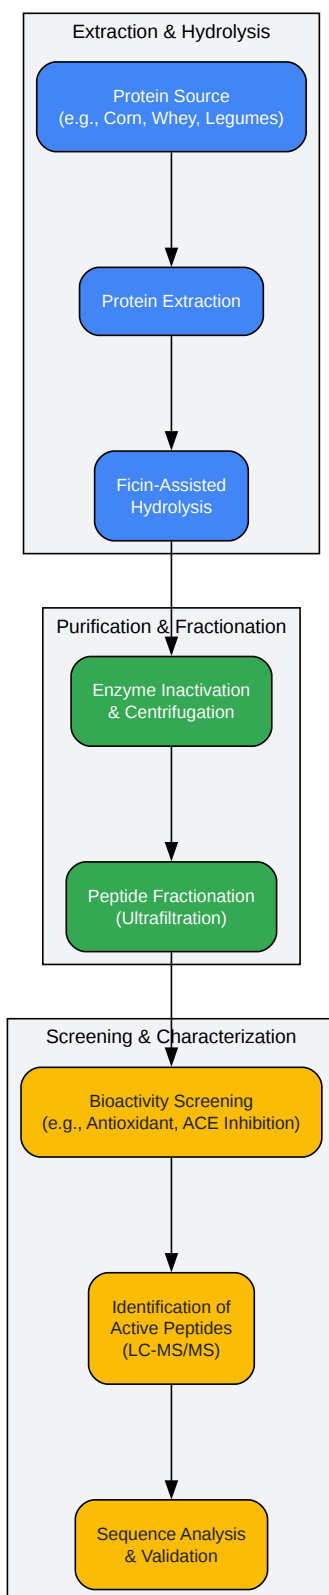 Extraction & Hydrolysis
Protein Source
(e.g., Corn, Whey, Legumes)
Protein Extraction
Ficin-Assisted
Hydrolysis
Purification & Fractionation
Enzyme Inactivation
& Centrifugation
Peptide Fractionation
(Ultrafiltration)
Screening & Characterization
Bioactivity Screening
(e.g., Antioxidant, ACE Inhibition)
Identification of
Active Peptides
(LC-MS/MS)
Sequence Analysis
& Validation